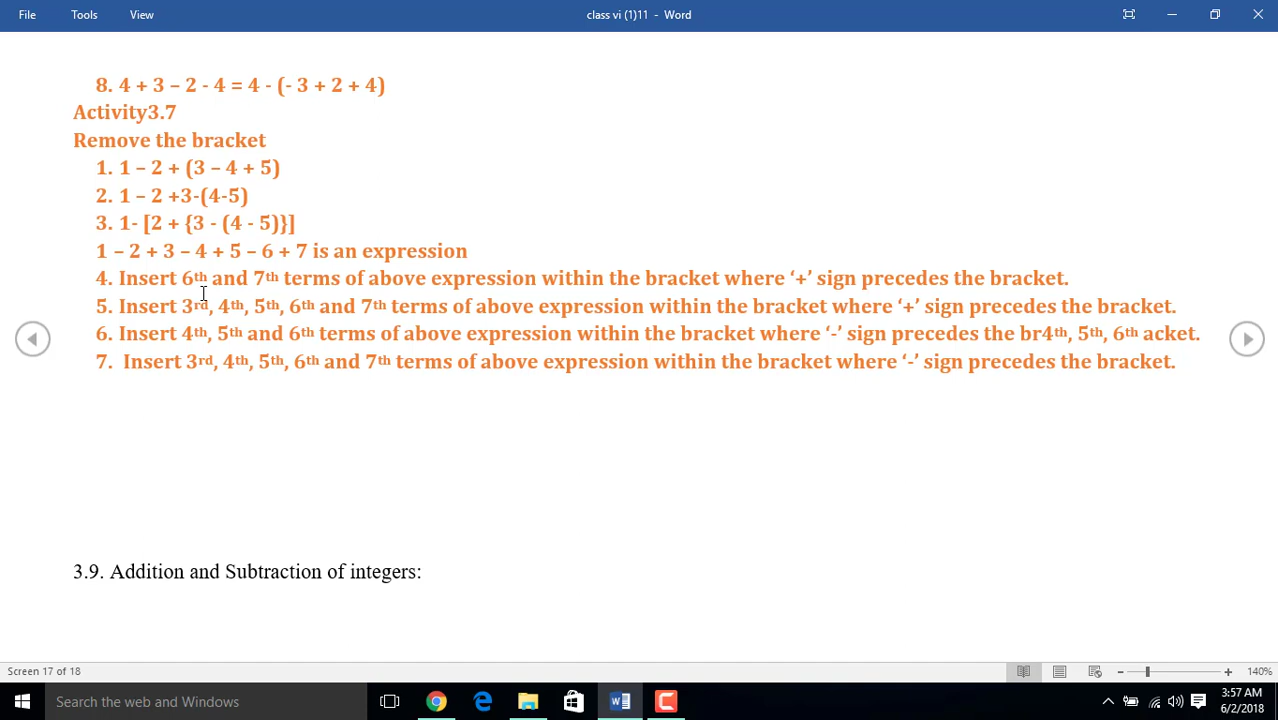 File Tools View class vi (1)11 - Word
8. 4 + 3 – 2 - 4 = 4 - (- 3 + 2 + 4)
Activity3.7
Remove the bracket
1. 1 – 2 + (3 – 4 + 5)
2. 1 – 2 +3-(4-5)
3. 1- [2 + {3 - (4 - 5)}]
1 – 2 + 3 – 4 + 5 – 6 + 7 is an expression
4. Insert 6th and 7th terms of above expression within the bracket where ‘+’ sign precedes the bracket.
5. Insert 3rd, 4th, 5th, 6th and 7th terms of above expression within the bracket where ‘+’ sign precedes the bracket.
6. Insert 4th, 5th and 6th terms of above expression within the bracket where ‘-’ sign precedes the br4th, 5th, 6th acket.
7. Insert 3rd, 4th, 5th, 6th and 7th terms of above expression within the bracket where ‘-’ sign precedes the bracket.
3.9. Addition and Subtraction of integers:
Screen 17 of 18 140%
Search the web and Windows 3:57 AM
6/2/2018